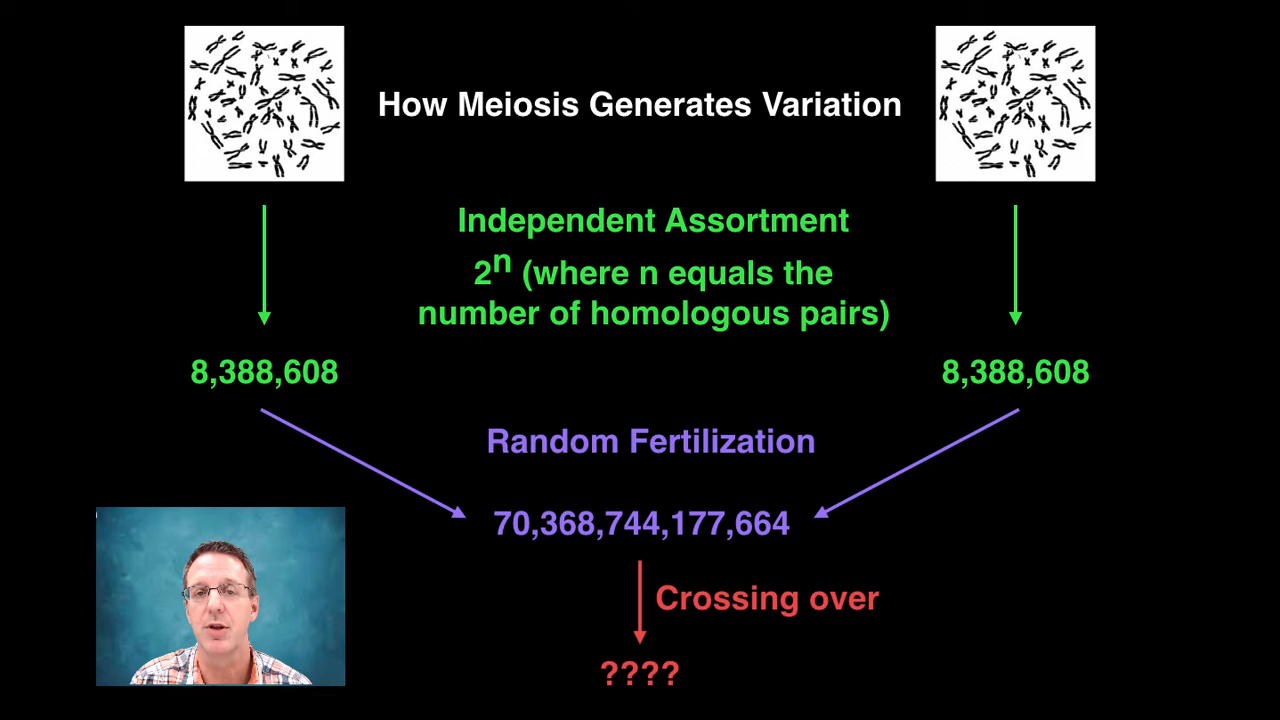 How Meiosis Generates Variation
Independent Assortment
2ⁿ (where n equals the
number of homologous pairs)
8,388,608
8,388,608
Random Fertilization
70,368,744,177,664
Crossing over
????